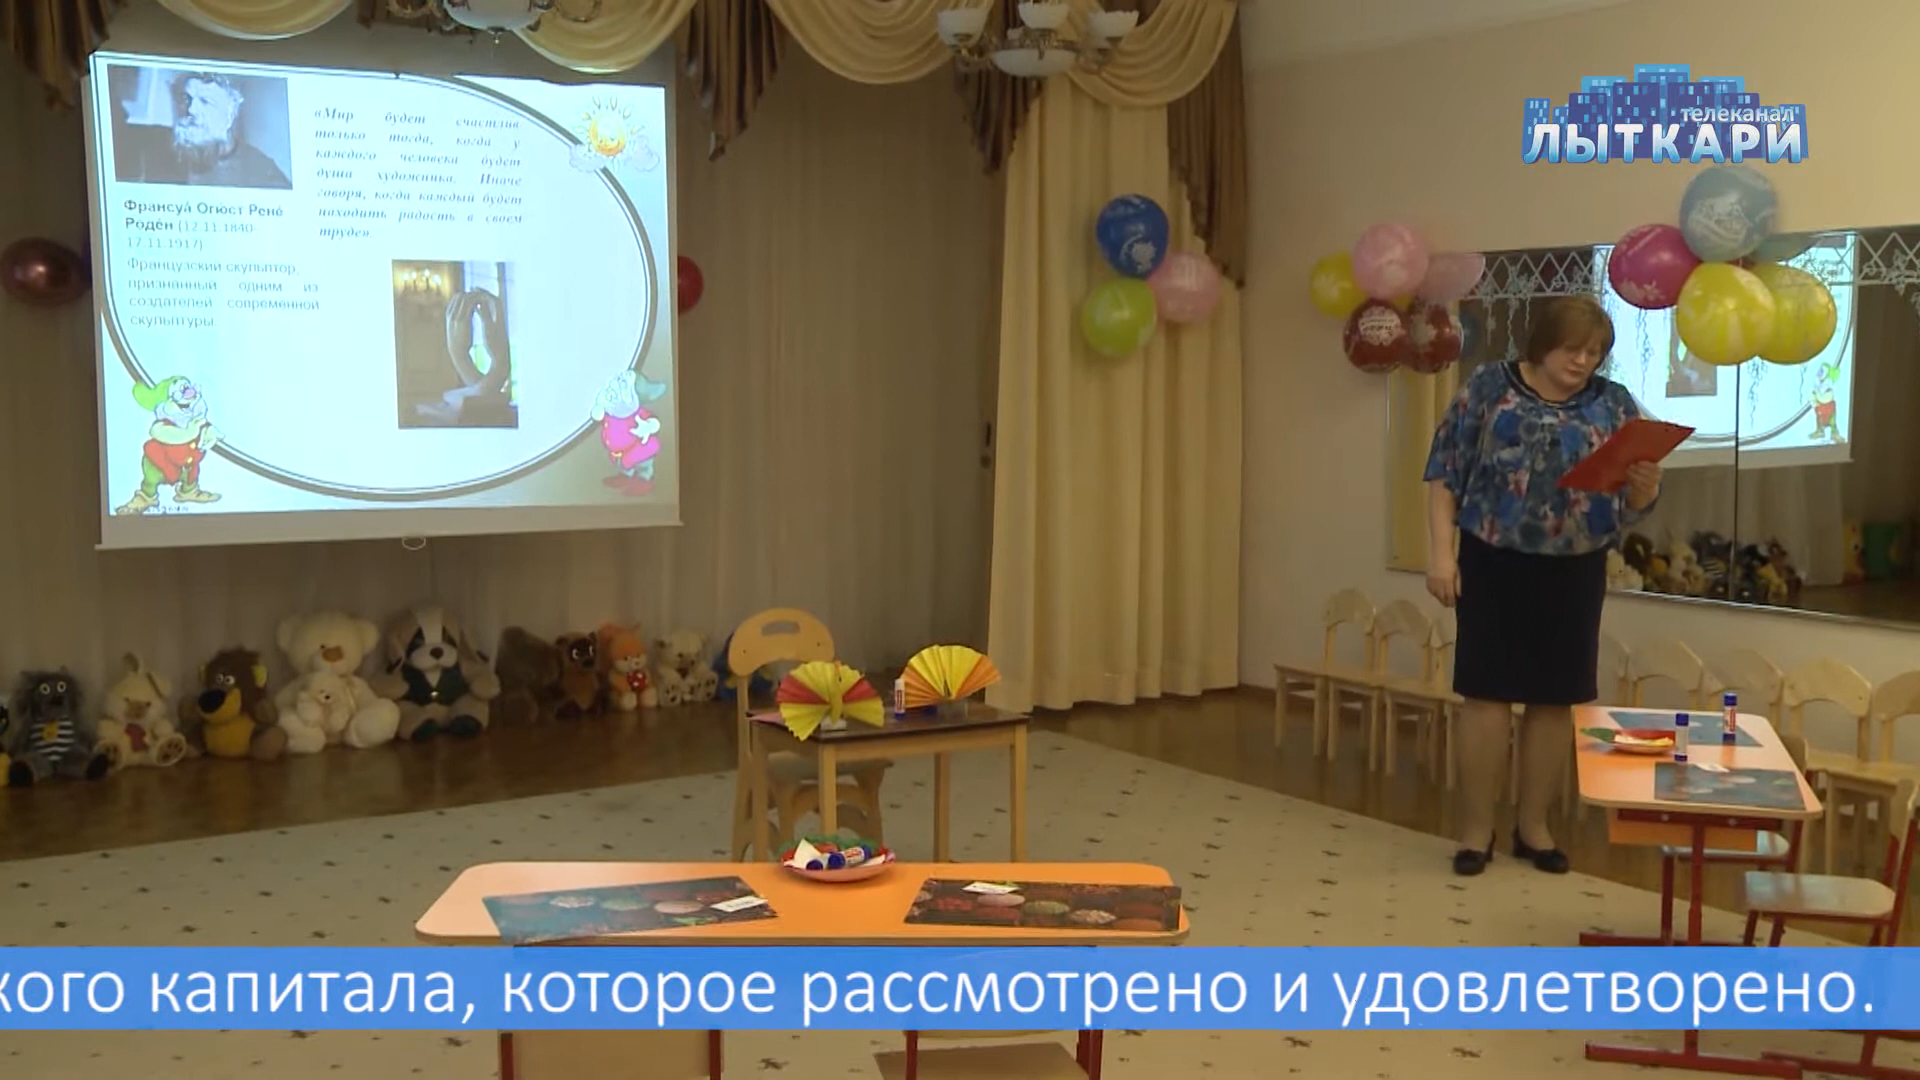 «Мир будет счастлив
только тогда, когда у
каждого человека будет
душа художника. Иначе
говоря, когда каждый будет
находить радость в своем
труде».
Франсуа́ Огю́ст Рене́
Роде́н (12.11.1840-
17.11.1917)
Французский скульптор,
признанный одним из
создателей современной
скульптуры.
телеканал
ЛЫТКАРИ
кого капитала, которое рассмотрено и удовлетворено.